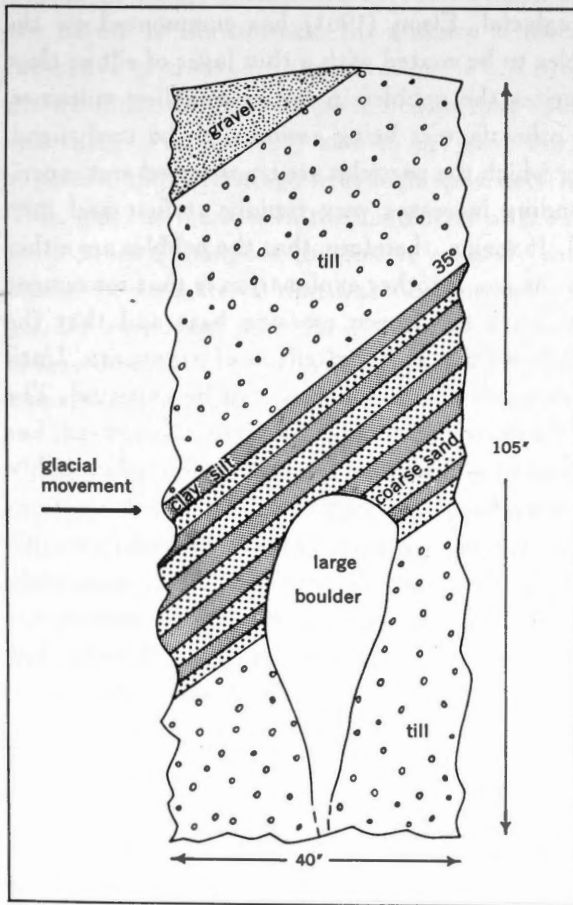 gravel
till
35°
glacial
movement
clay silt
coarse sand
105″
large
boulder
till
40″